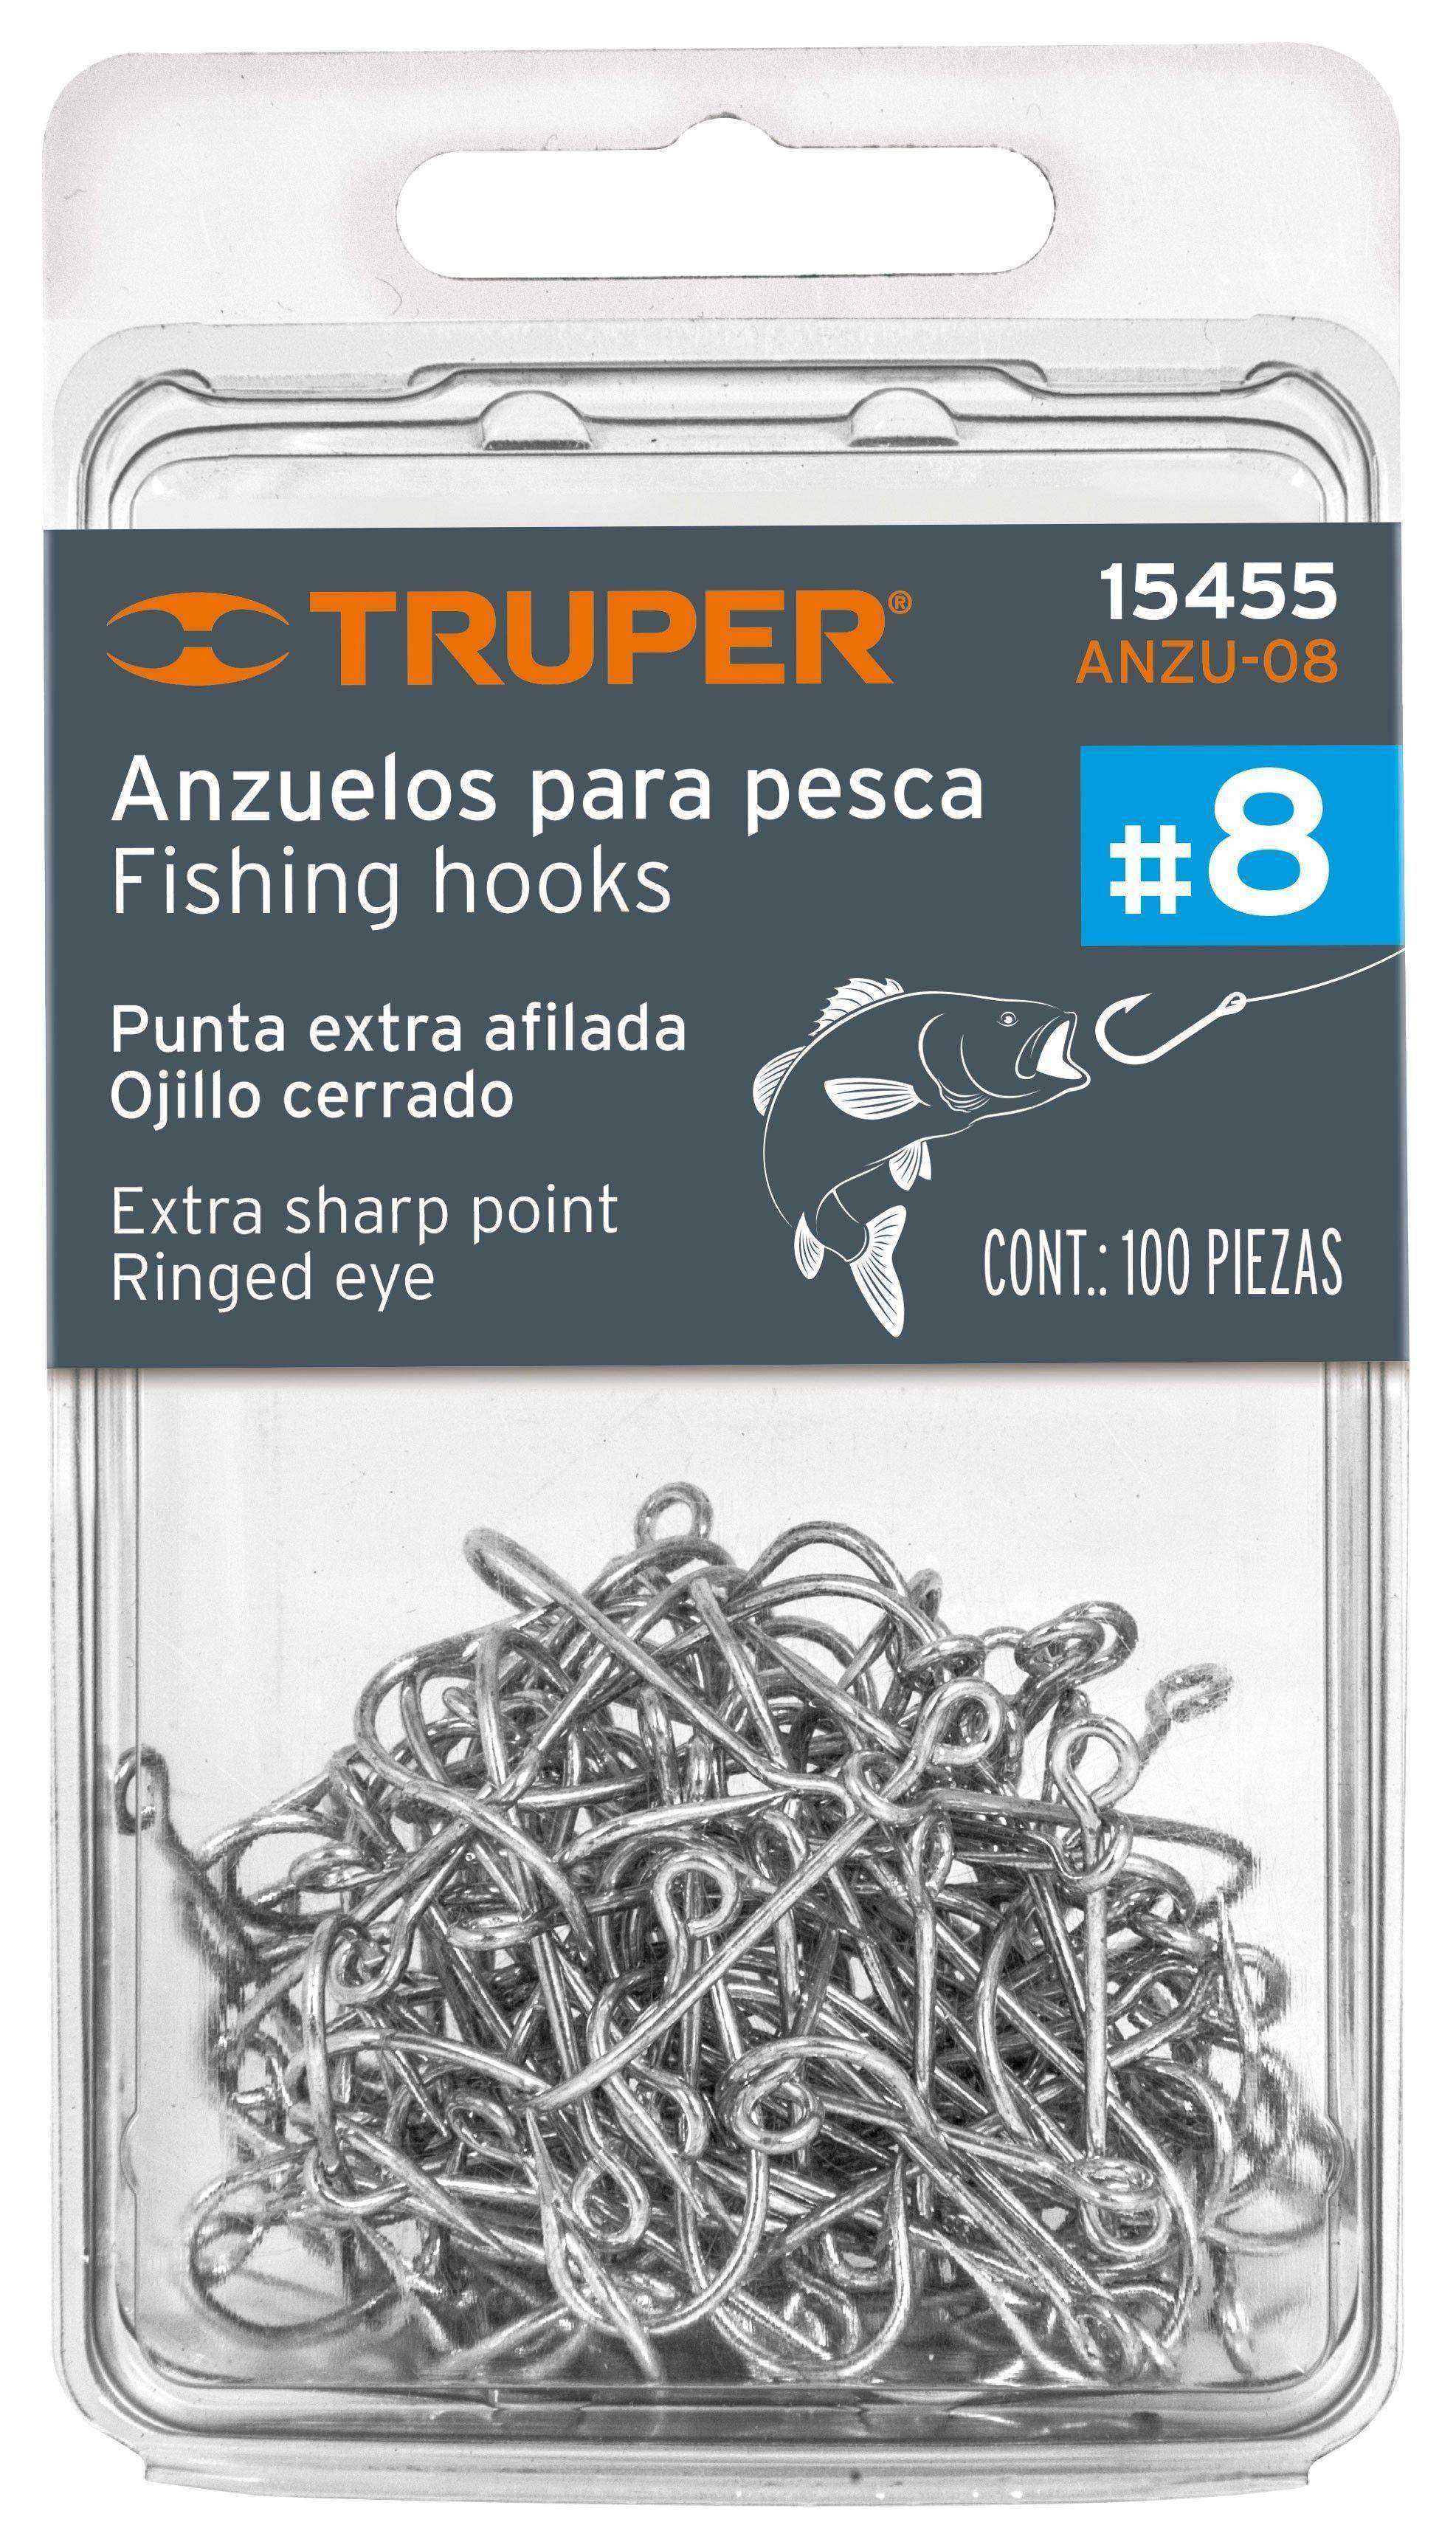 TRUPER®
15455
ANZU-08
Anzuelos para pesca
Fishing hooks
#8
Punta extra afilada
Ojillo cerrado
Extra sharp point
Ringed eye
CONT.: 100 PIEZAS